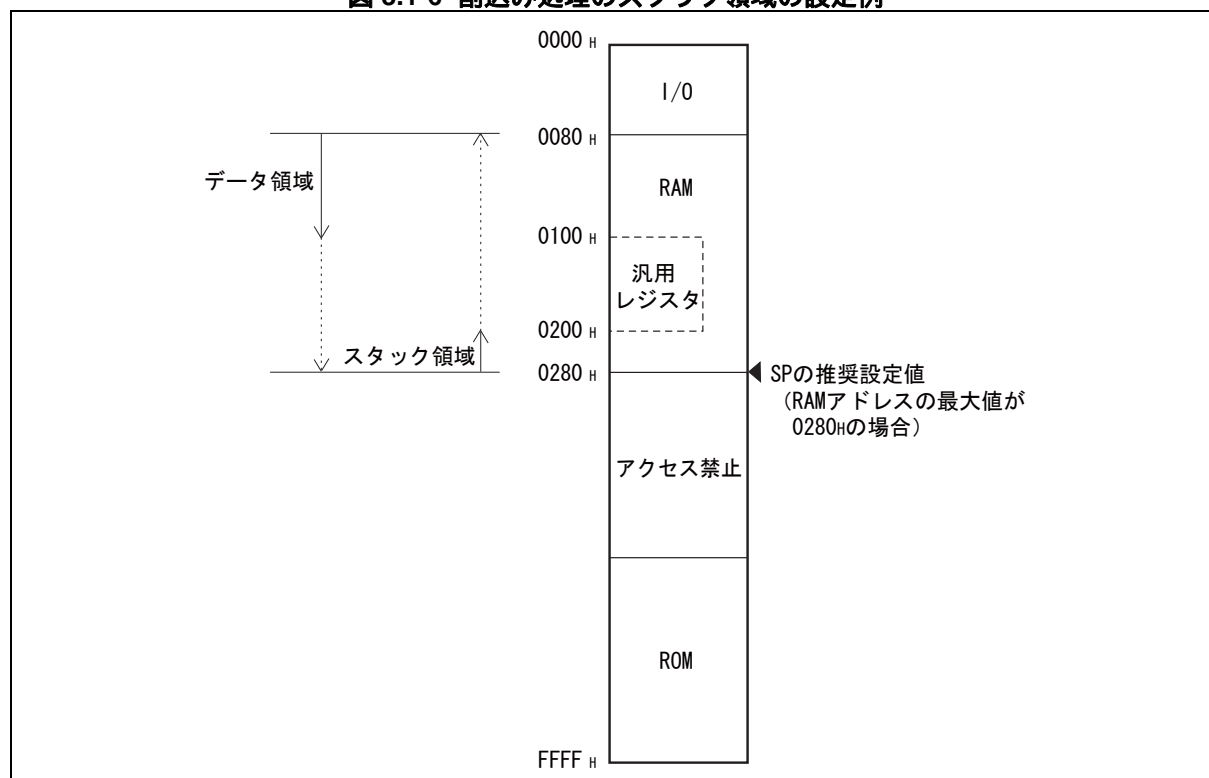 0000 H
I/O
0080 H
データ領域
RAM
0100 H
汎用
レジスタ
0200 H
スタック領域
0280 H
SPの推奨設定値
（RAMアドレスの最大値が
0280Hの場合）
アクセス禁止
ROM
FFFF H